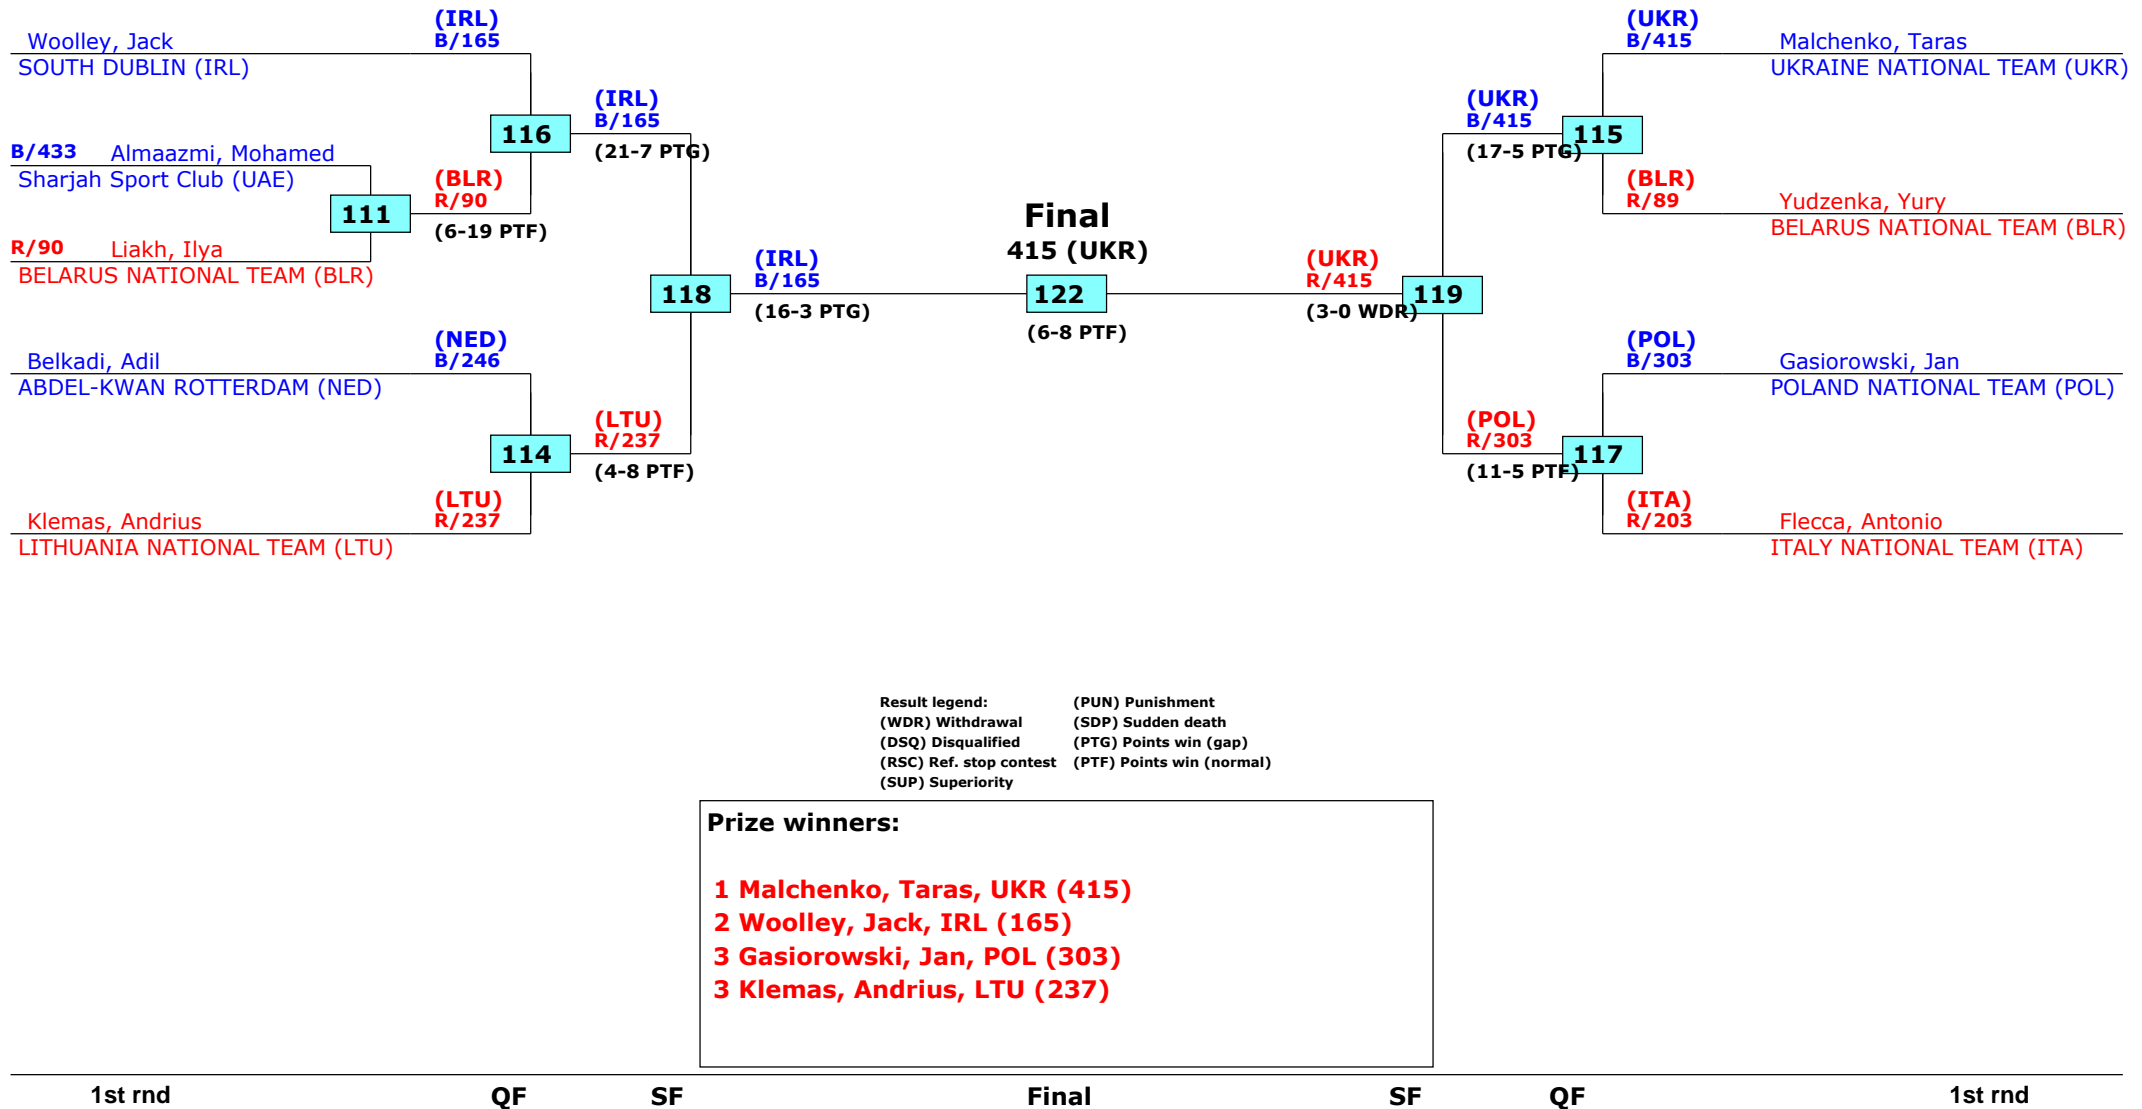 (IRL)
B/165
Woolley, Jack
SOUTH DUBLIN (IRL)
116
(IRL)
B/165
(21-7 PTG)
B/433 Almaazmi, Mohamed
Sharjah Sport Club (UAE)
111
(BLR)
R/90
(6-19 PTF)
R/90 Liakh, Ilya
BELARUS NATIONAL TEAM (BLR)
118
(IRL)
B/165
(16-3 PTG)
(NED)
B/246
Belkadi, Adil
ABDEL-KWAN ROTTERDAM (NED)
114
(LTU)
R/237
(4-8 PTF)
(LTU)
R/237
Klemas, Andrius
LITHUANIA NATIONAL TEAM (LTU)
Final
415 (UKR)
122
(6-8 PTF)
(UKR)
B/415
Malchenko, Taras
UKRAINE NATIONAL TEAM (UKR)
(UKR)
B/415
115
(17-5 PTG)
(BLR)
R/89
Yudzenka, Yury
BELARUS NATIONAL TEAM (BLR)
(UKR)
R/415
119
(3-0 WDR)
(POL)
B/303
Gasiorowski, Jan
POLAND NATIONAL TEAM (POL)
(POL)
R/303
117
(11-5 PTF)
(ITA)
R/203
Flecca, Antonio
ITALY NATIONAL TEAM (ITA)
Result legend: (PUN) Punishment
(WDR) Withdrawal (SDP) Sudden death
(DSQ) Disqualified (PTG) Points win (gap)
(RSC) Ref. stop contest (PTF) Points win (normal)
(SUP) Superiority
Prize winners:
1 Malchenko, Taras, UKR (415)
2 Woolley, Jack, IRL (165)
3 Gasiorowski, Jan, POL (303)
3 Klemas, Andrius, LTU (237)
1st rnd QF SF Final SF QF 1st rnd